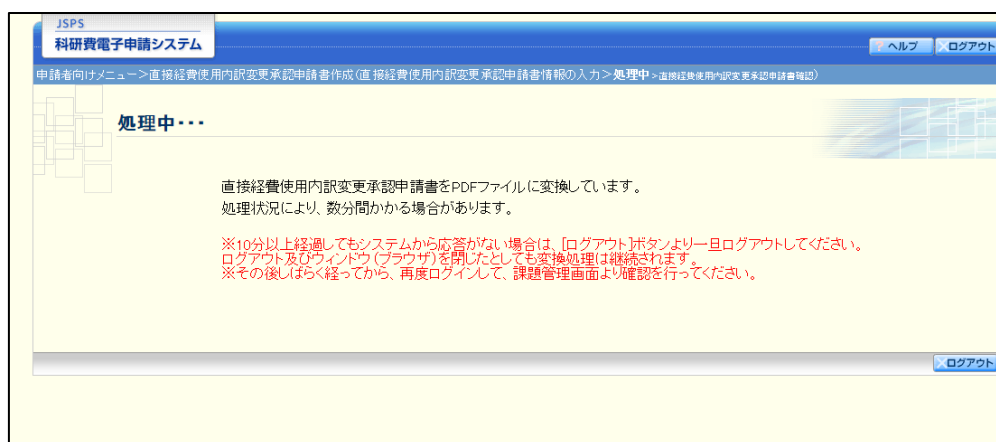 JSPS
科研費電子申請システム
? ヘルプ
×ログアウト
申請者向けメニュー>直接経費使用内訳変更承認申請書作成(直接経費使用内訳変更承認申請書情報の入力>処理中>直接経費使用内訳変更承認申請書確認)
処理中・・・
直接経費使用内訳変更承認申請書をPDFファイルに変換しています。
処理状況により、数分間かかる場合があります。
※10分以上経過してもシステムから応答がない場合は、[ログアウト]ボタンより一旦ログアウトしてください。
ログアウト及びウィンドウ(ブラウザ)を閉じたとしても変換処理は継続されます。
※その後しばらく経ってから、再度ログインして、課題管理画面より確認を行ってください。
×ログアウト